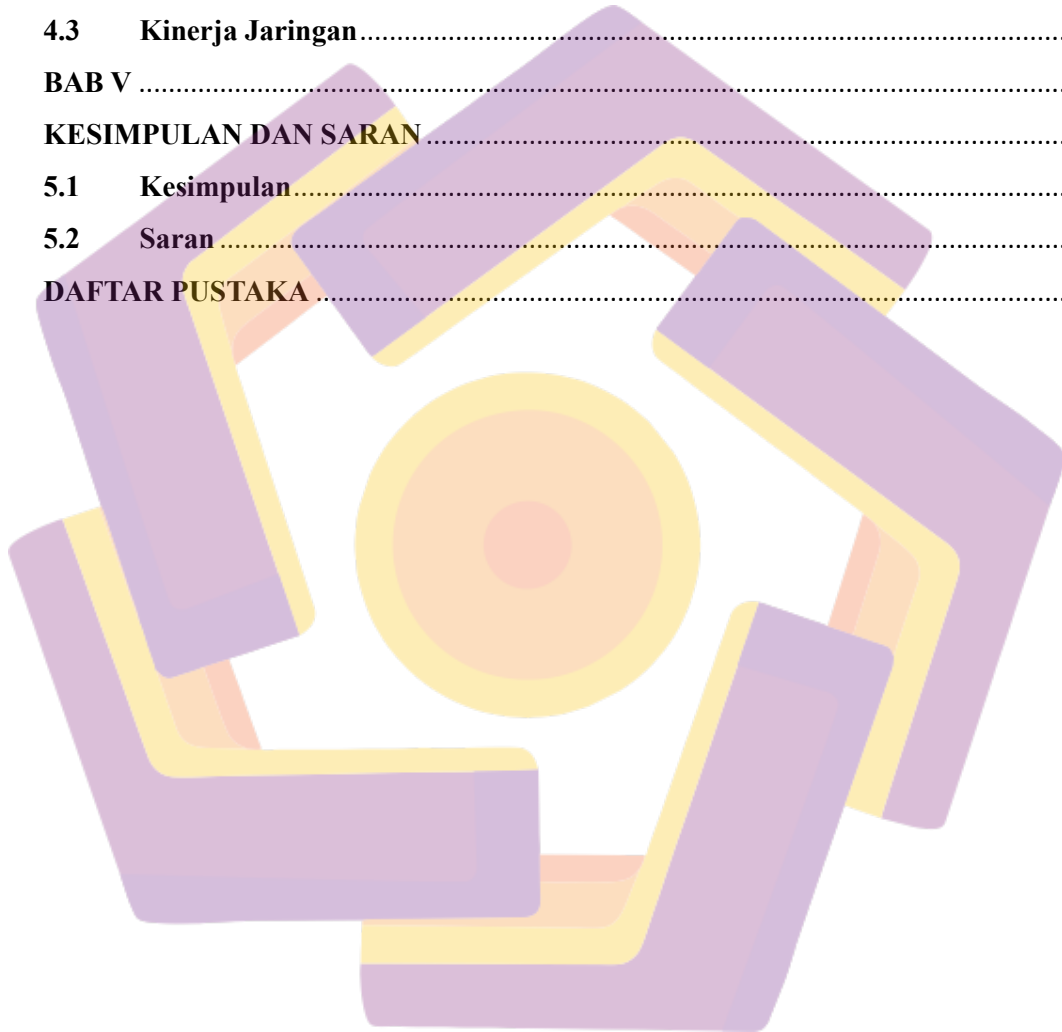 4.3 Kinerja Jaringan........................................................................
BAB V ........................................................................
KESIMPULAN DAN SARAN ........................................................................
5.1 Kesimpulan........................................................................
5.2 Saran ........................................................................
DAFTAR PUSTAKA ........................................................................